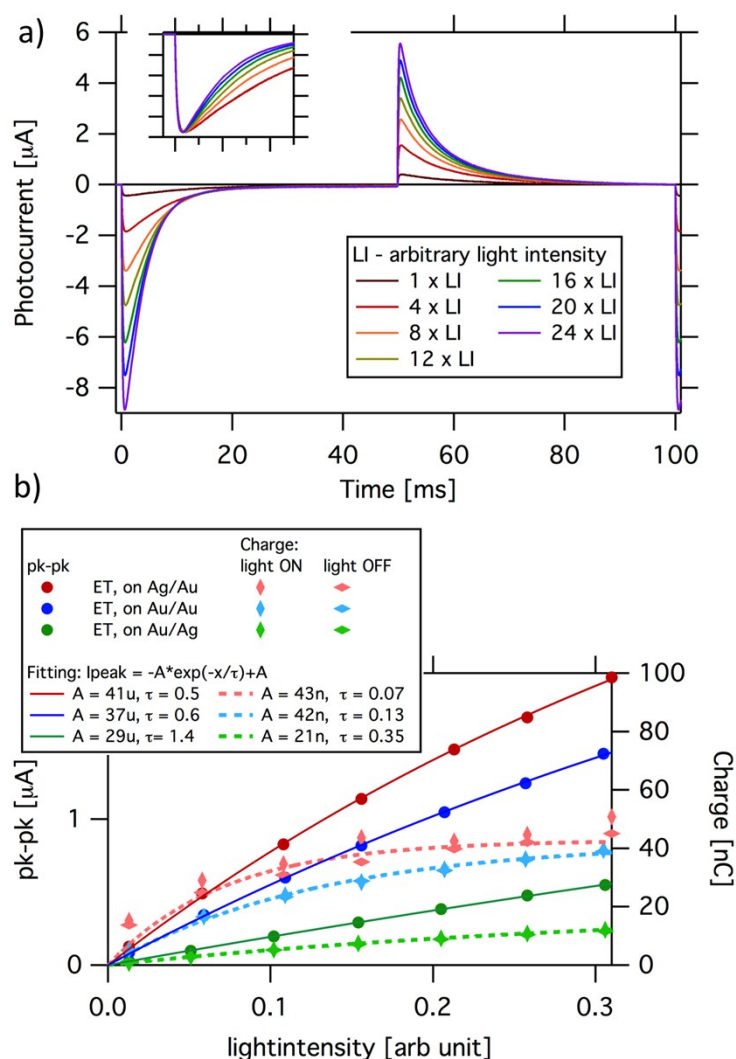 a)
Photocurrent [μA]
6
4
2
0
-2
-4
-6
-8
LI - arbitrary light intensity
1 x LI 16 x LI
4 x LI 20 x LI
8 x LI 24 x LI
12 x LI
0 20 40 60 80 100
Time [ms]
b)
Charge:
pk-pk light ON light OFF
ET, on Ag/Au
ET, on Au/Au
ET, on Au/Ag
Fitting: Ipeak = -A*exp(-x/τ)+A
A = 41u, τ = 0.5 A = 43n, τ = 0.07
A = 37u, τ = 0.6 A = 42n, τ = 0.13
A = 29u, τ= 1.4 A = 21n, τ = 0.35
pk-pk [μA]
1
0
100
80
60
40
20
0
Charge [nC]
0.0 0.1 0.2 0.3
lightintensity [arb unit]